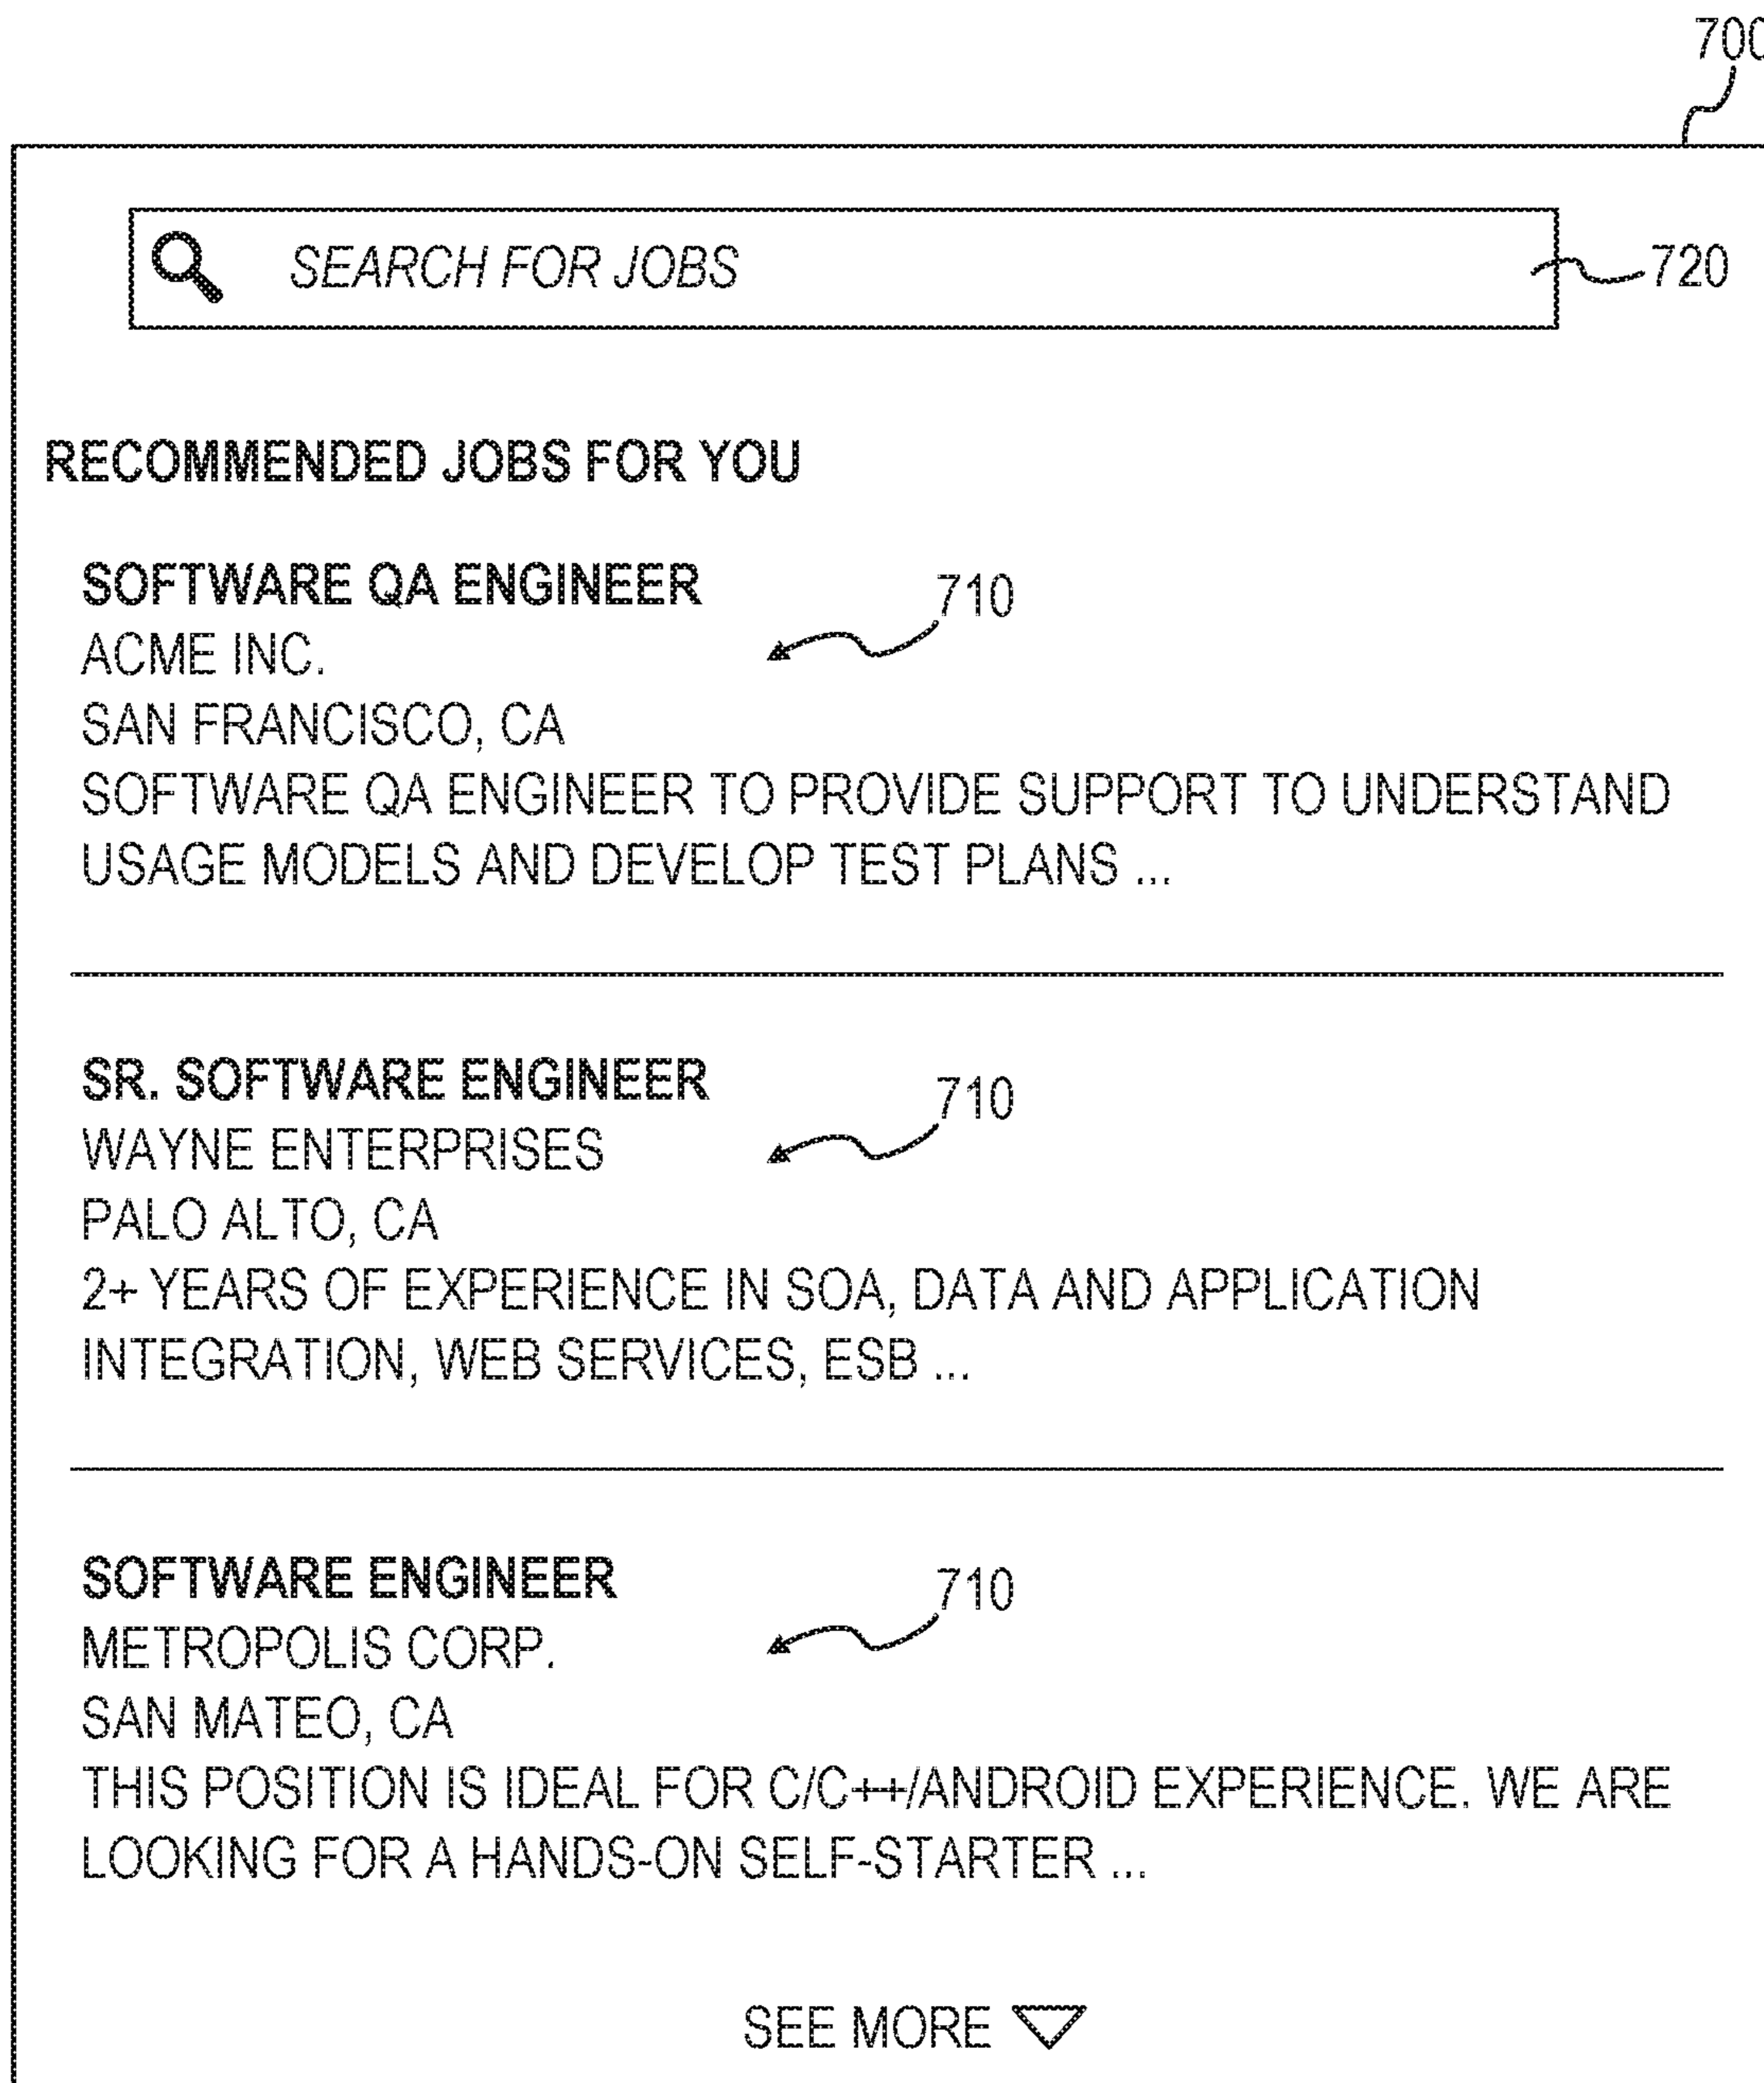 700
SEARCH FOR JOBS
720
RECOMMENDED JOBS FOR YOU
SOFTWARE QA ENGINEER
710
ACME INC.
SAN FRANCISCO, CA
SOFTWARE QA ENGINEER TO PROVIDE SUPPORT TO UNDERSTAND
USAGE MODELS AND DEVELOP TEST PLANS ...
SR. SOFTWARE ENGINEER
710
WAYNE ENTERPRISES
PALO ALTO, CA
2+ YEARS OF EXPERIENCE IN SOA, DATA AND APPLICATION
INTEGRATION, WEB SERVICES, ESB ...
SOFTWARE ENGINEER
710
METROPOLIS CORP.
SAN MATEO, CA
THIS POSITION IS IDEAL FOR C/C++/ANDROID EXPERIENCE. WE ARE
LOOKING FOR A HANDS-ON SELF-STARTER ...
SEE MORE